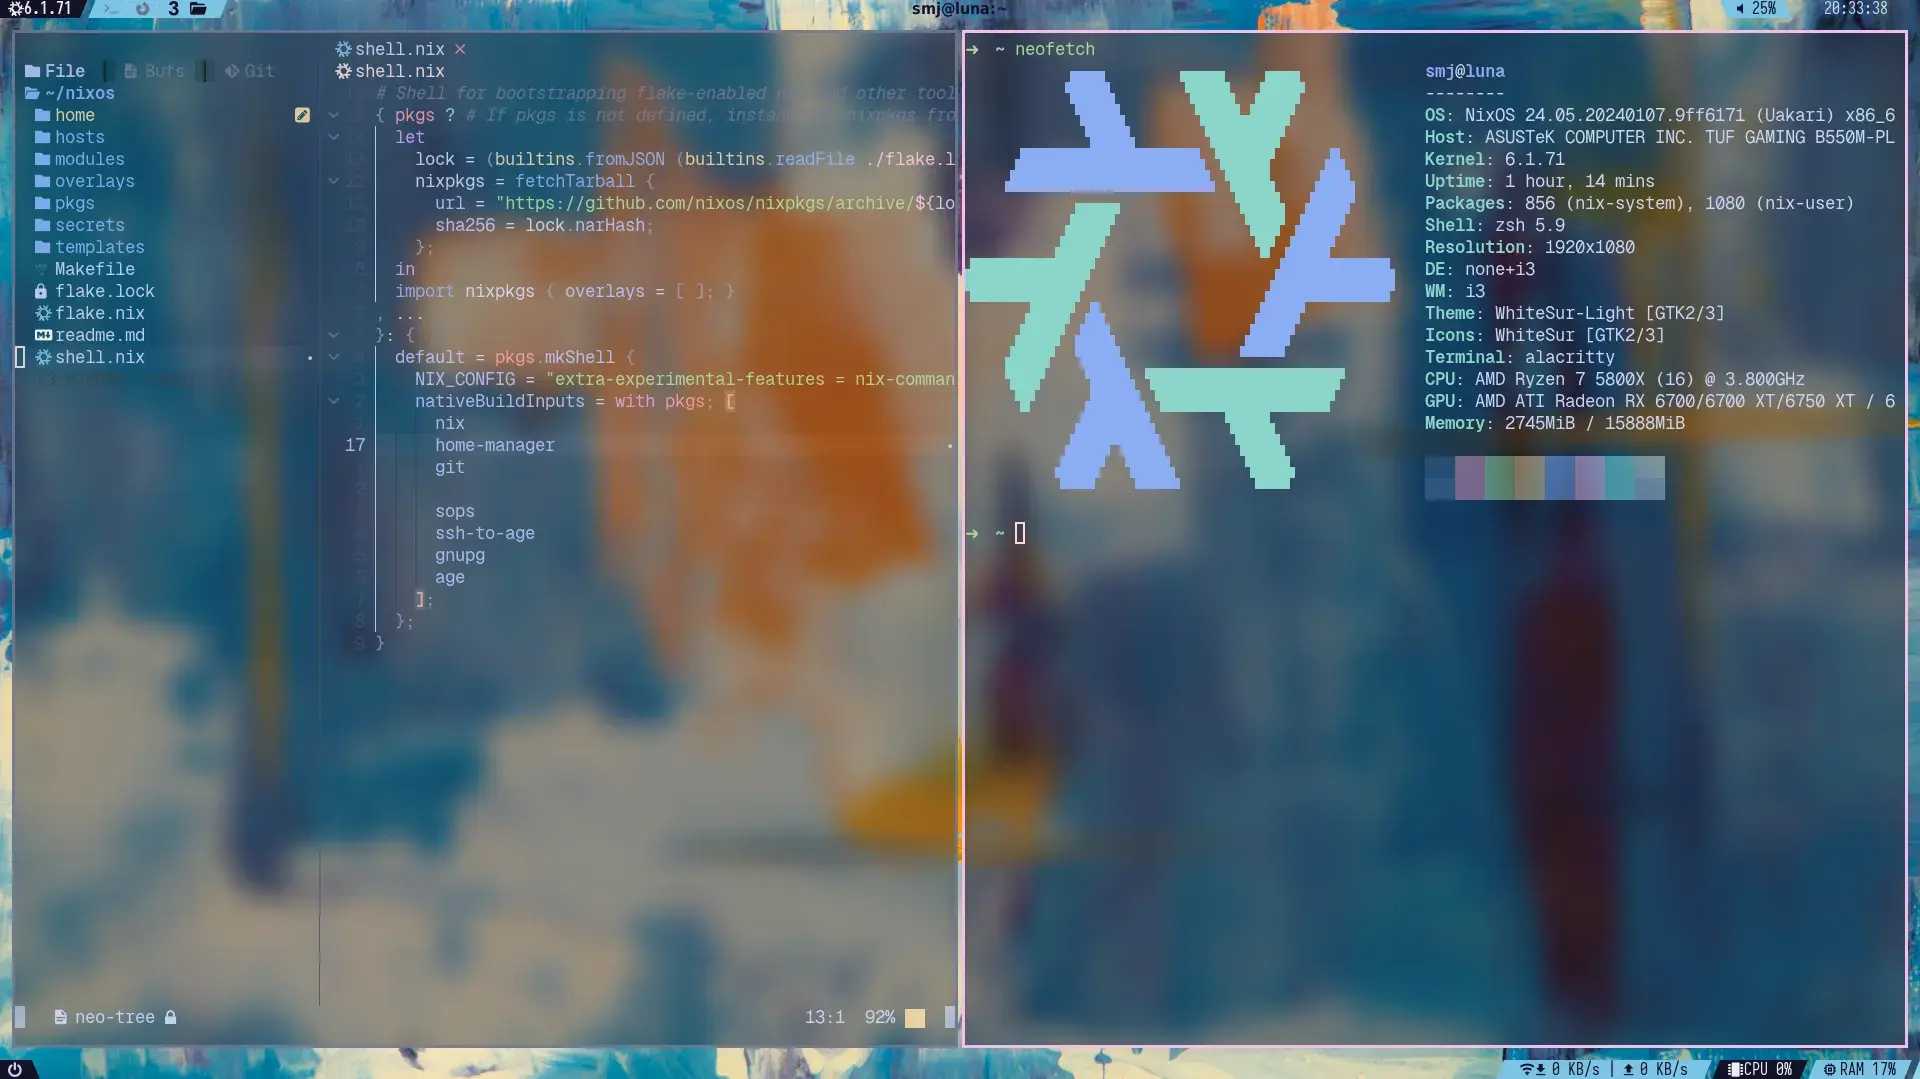 6.1.71
3
smj@luna:~
25%
20:33:38
shell.nix
File
Bufs
Git
shell.nix
~/nixos
home
hosts
modules
overlays
pkgs
secrets
templates
Makefile
flake.lock
flake.nix
readme.md
shell.nix
# Shell for bootstrapping flake-enabled other tool
{ pkgs ? # If pkgs is not defined, nixpkgs fro
let
lock = (builtins.fromJSON (builtins.readFile ./flake.l
nixpkgs = fetchTarball {
url = "https://github.com/nixos/nixpkgs/archive/${lo
sha256 = lock.narHash;
};
in
import nixpkgs { overlays = [ ]; }
, ...
}: {
default = pkgs.mkShell {
NIX_CONFIG = "extra-experimental-features = nix-comman
nativeBuildInputs = with pkgs; [
nix
17 home-manager
git
sops
ssh-to-age
gnupg
age
];
8 };
9 }
neo-tree
13:1 92%
→ ~ neofetch
smj@luna
--------
OS: NixOS 24.05.20240107.9ff6171 (Uakari) x86_6
Host: ASUSTeK COMPUTER INC. TUF GAMING B550M-PL
Kernel: 6.1.71
Uptime: 1 hour, 14 mins
Packages: 856 (nix-system), 1080 (nix-user)
Shell: zsh 5.9
Resolution: 1920x1080
DE: none+i3
WM: i3
Theme: WhiteSur-Light [GTK2/3]
Icons: WhiteSur [GTK2/3]
Terminal: alacritty
CPU: AMD Ryzen 7 5800X (16) @ 3.800GHz
GPU: AMD ATI Radeon RX 6700/6700 XT/6750 XT / 6
Memory: 2745MiB / 15888MiB
→ ~
0 KB/s | 0 KB/s
CPU 0%
RAM 17%